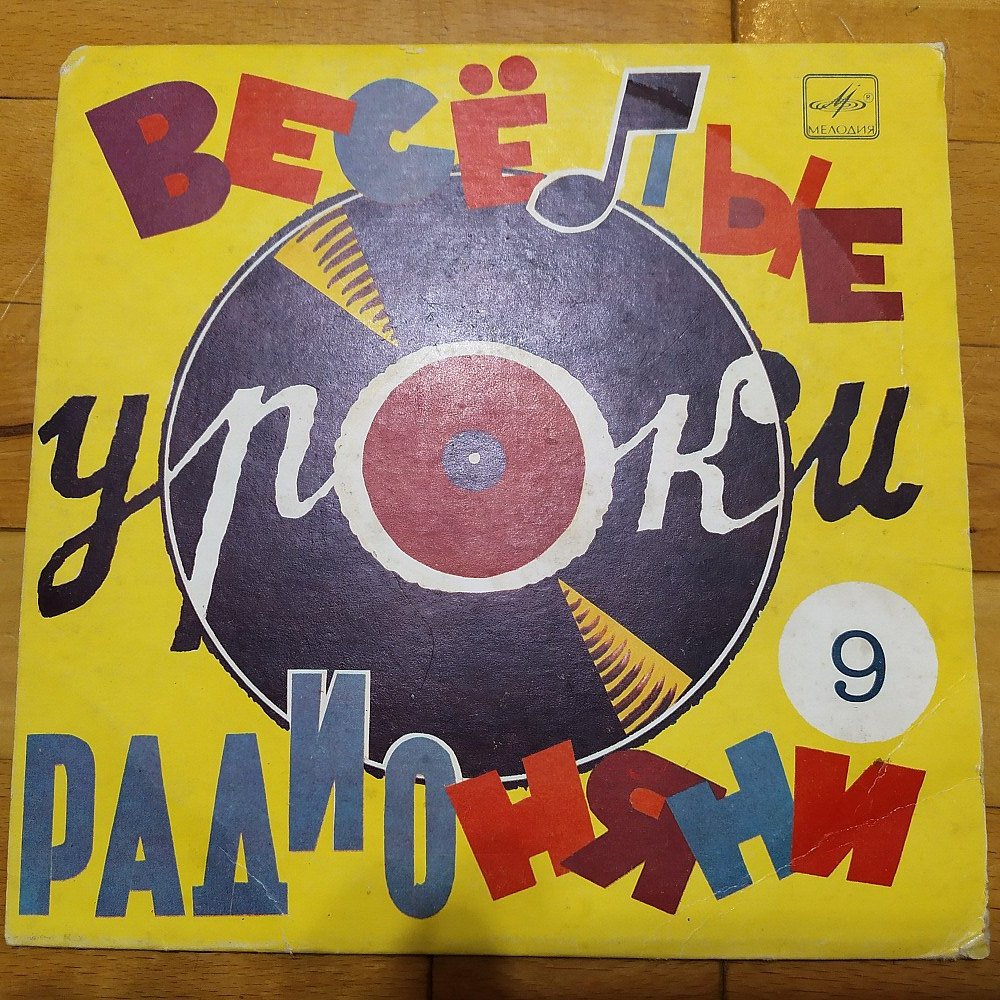 ВЕСЁЛЫЕ
МЕЛОДИЯ
уроки
9
РАДИОНЯНИ